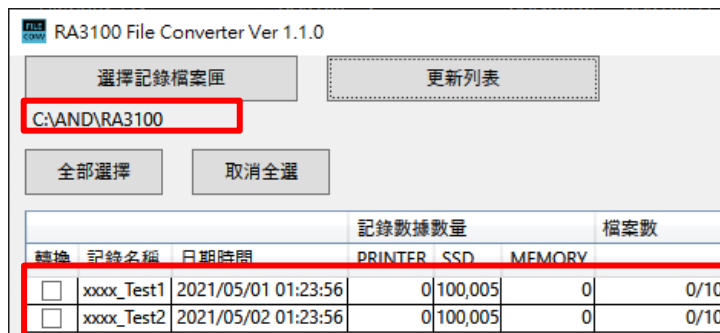 FILE CONV RA3100 File Converter Ver 1.1.0
選擇記錄檔案匣 更新列表
C:\AND\RA3100
全部選擇 取消全選
記錄數據數量 檔案數
轉換 記錄名稱 日期時間 PRINTER SSD MEMORY
xxxx_Test1 2021/05/01 01:23:56 0 100,005 0 0/10
xxxx_Test2 2021/05/02 01:23:56 0 100,005 0 0/10